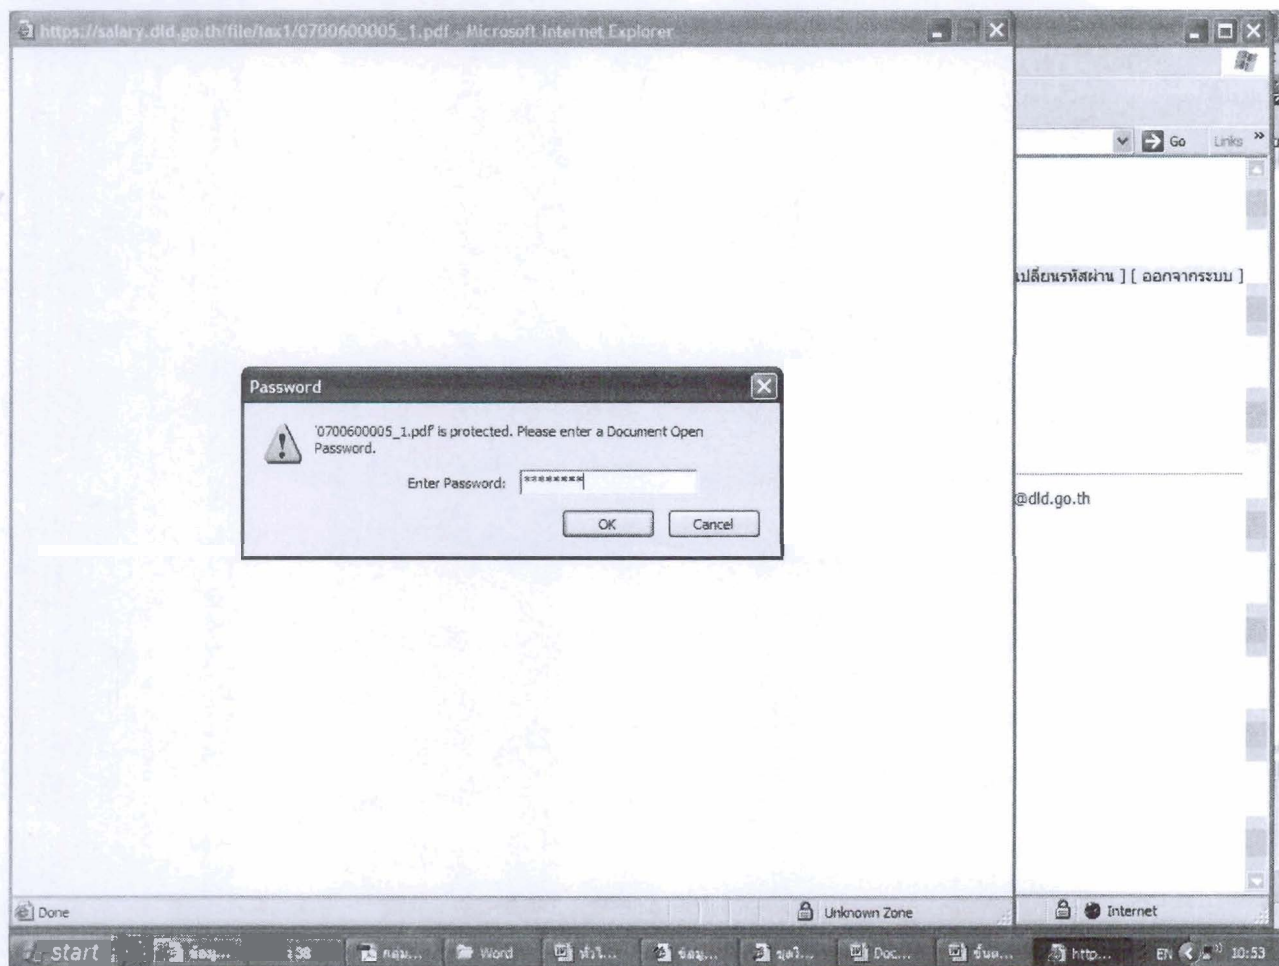 https://salary.dld.go.th/file/tax1/0700600005_1.pdf - Microsoft Internet Explorer
Go Links »
เปลี่ยนรหัสผ่าน ] [ ออกจากระบบ ]
Password
'0700600005_1.pdf' is protected. Please enter a Document Open
Password.
Enter Password: ********
OK Cancel
@dld.go.th
Done Unknown Zone Internet
start Word Doc... http... EN 10:53